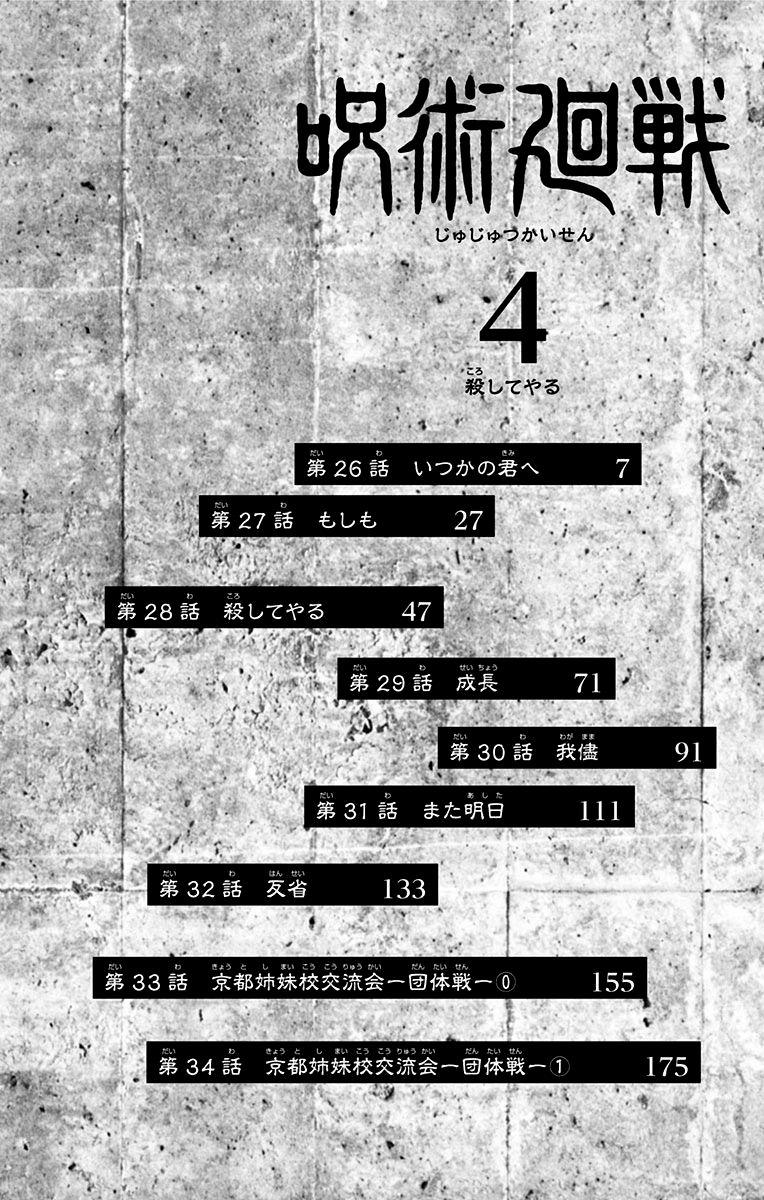 呪術廻戦
じゅじゅつかいせん
4
殺してやる
第26話 いつかの君へ 7
第27話 もしも 27
第28話 殺してやる 47
第29話 成長 71
第30話 我儘 91
第31話 また明日 111
第32話 反省 133
第33話 京都姉妹校交流会ー団体戦ー⓪ 155
第34話 京都姉妹校交流会ー団体戦ー① 175